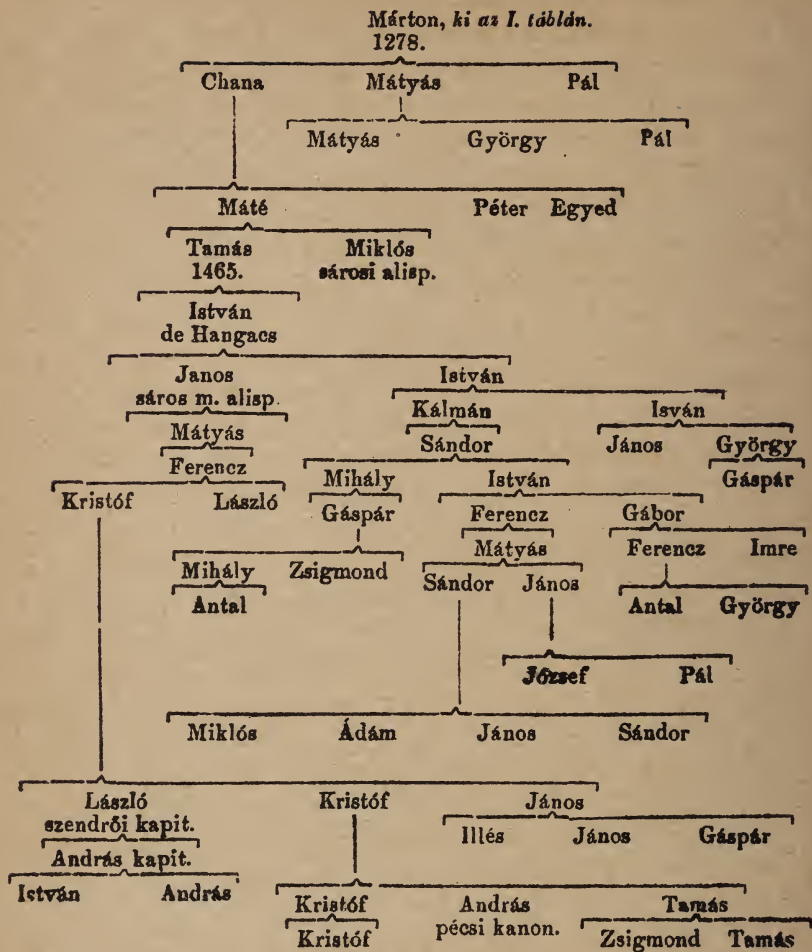 Márton, ki az I. táblán.
1278.
Chana Mátyás Pál
Mátyás György Pál
Máté Péter Egyed
Tamás Miklós
1465. sárosi alisp.
István
de Hangacs
Janos István
sáros m. alisp.
Kálmán Isván
Mátyás Sándor János György
Ferencz Mihály István Gáspár
Kristóf László Gáspár Ferencz Gábor
Mátyás Ferencz Imre
Mihály Zsigmond Sándor János
Antal Antal György
József Pál
Miklós Ádám János Sándor
László Kristóf János
szendrői kapit. Illés János Gáspár
András kapit.
István András Kristóf András Tamás
pécsi kanon.
Kristóf Zsigmond Tamás